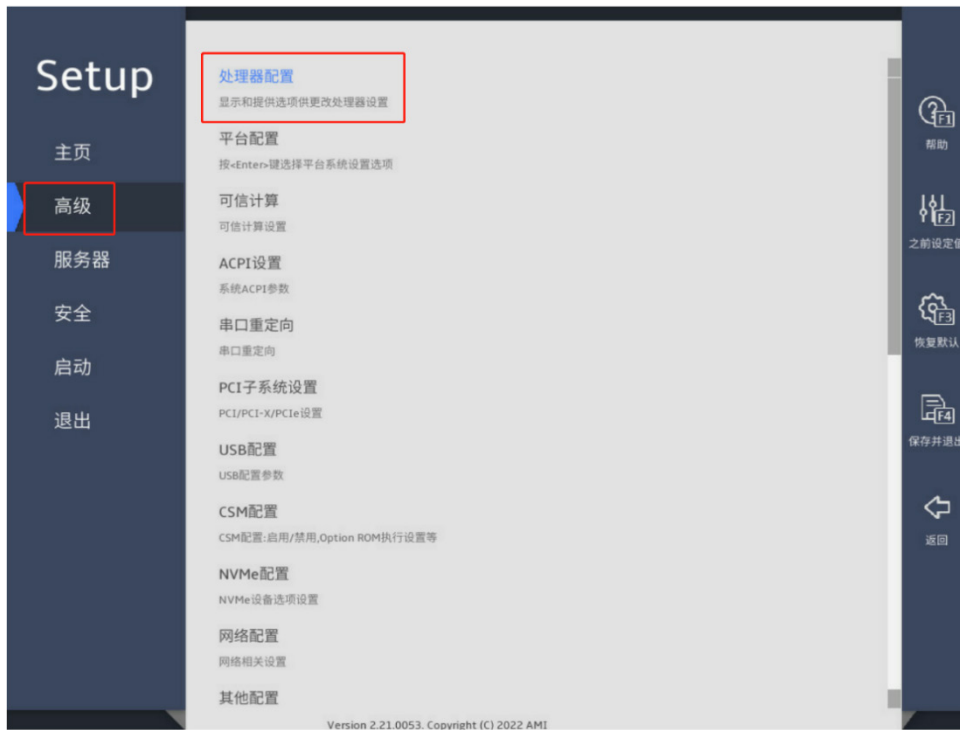 Setup
主页
高级
服务器
安全
启动
退出
处理器配置
显示和提供选项供更改处理器设置
平台配置
按<Enter>键选择平台系统设置选项
可信计算
可信计算设置
ACPI设置
系统ACPI参数
串口重定向
串口重定向
PCI子系统设置
PCI/PCI-X/PCIe设置
USB配置
USB配置参数
CSM配置
CSM配置:启用/禁用,Option ROM执行设置等
NVMe配置
NVMe设备选项设置
网络配置
网络相关设置
其他配置
Version 2.21.0053. Copyright (C) 2022 AMI
F1
帮助
F2
之前设定值
F3
恢复默认
F4
保存并退出
返回